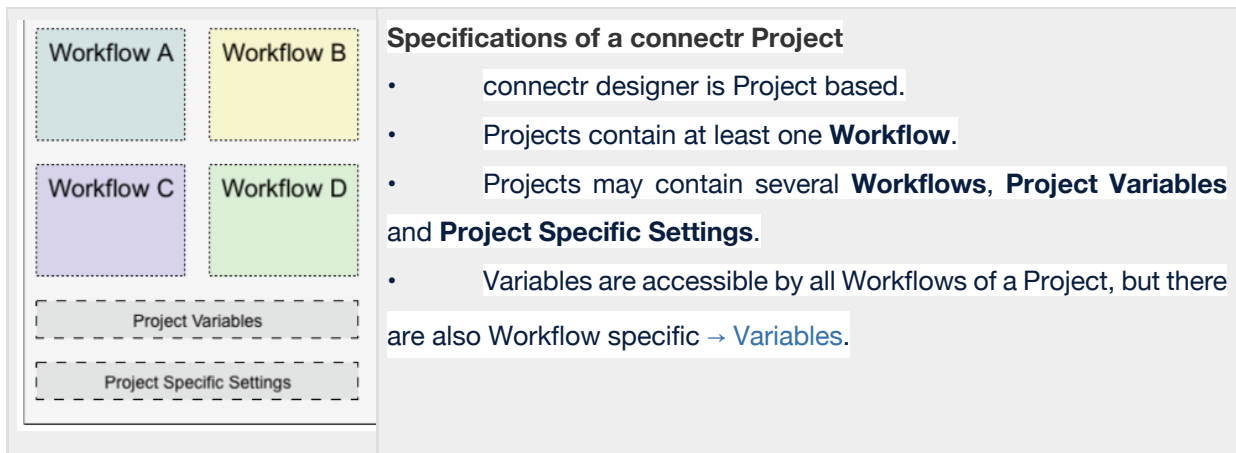 Workflow A
Workflow B
Workflow C
Workflow D
Project Variables
Project Specific Settings
Specifications of a connectr Project
• connectr designer is Project based.
• Projects contain at least one Workflow.
• Projects may contain several Workflows, Project Variables
and Project Specific Settings.
• Variables are accessible by all Workflows of a Project, but there
are also Workflow specific → Variables.